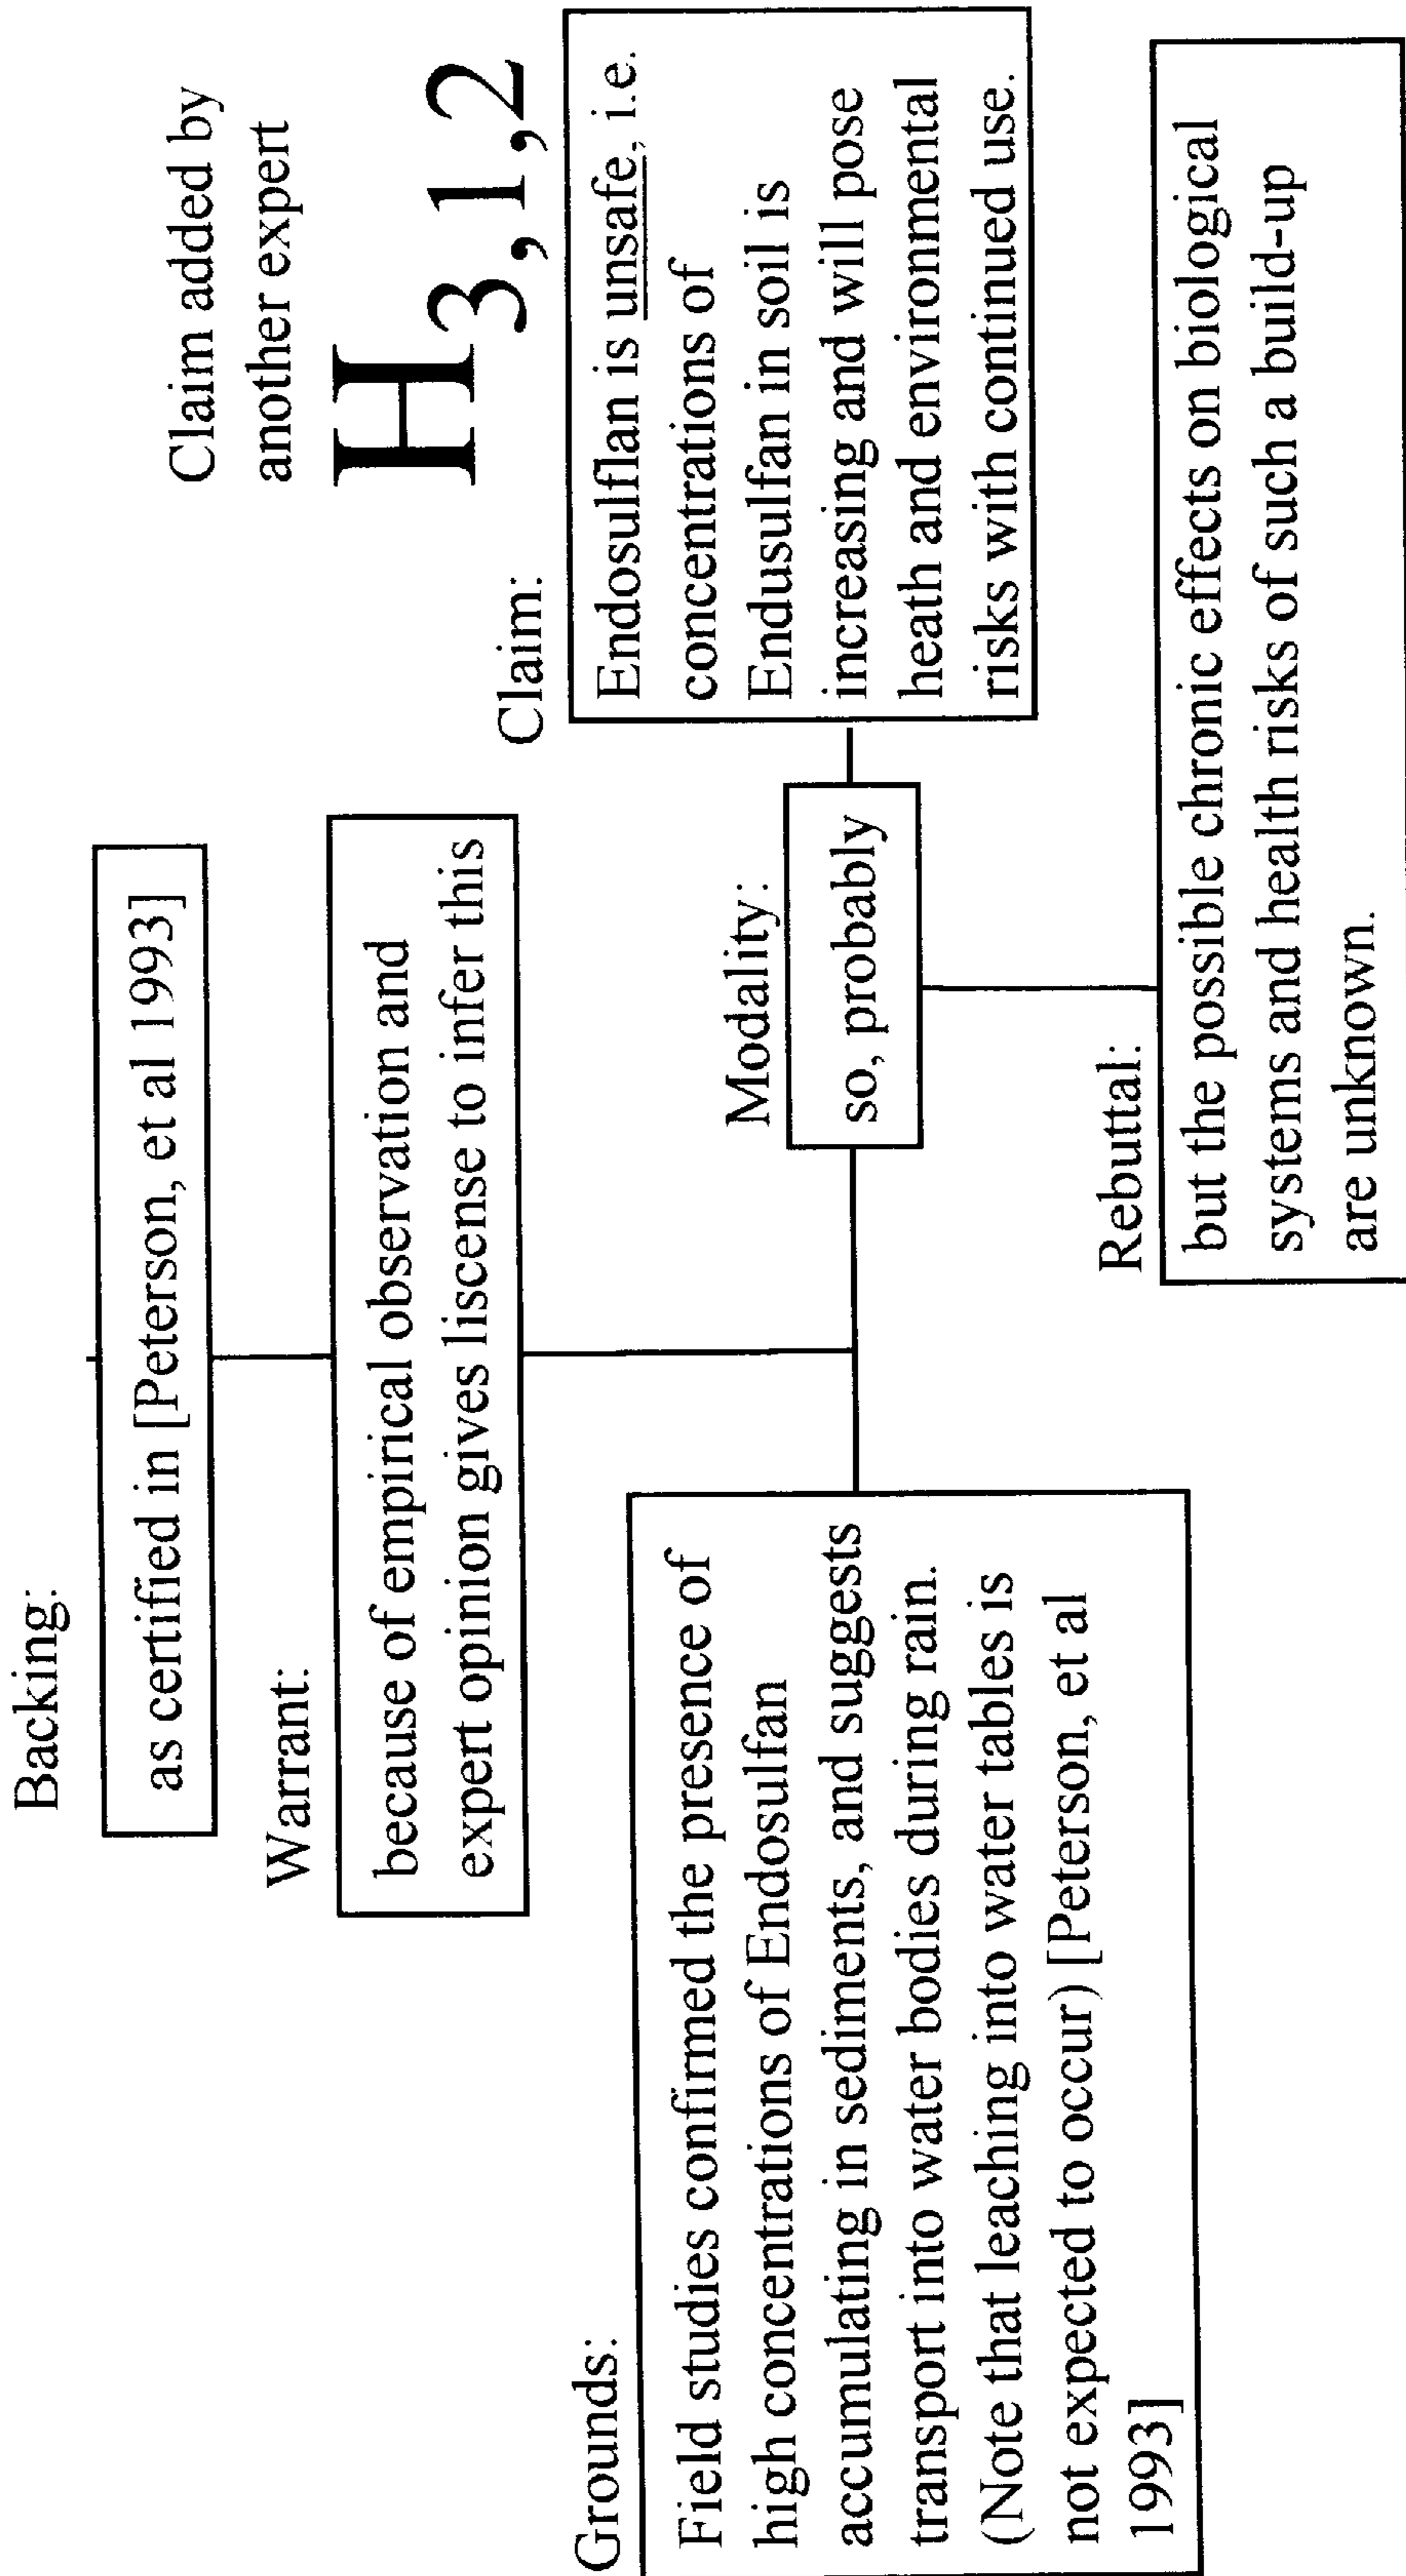 Backing:
as certified in [Peterson, et al 1993]
Warrant:
because of empirical observation and
expert opinion gives liscense to infer this
Claim added by
another expert
H3,1,2
Claim:
Endosulflan is unsafe, i.e.
concentrations of
Endusulfan in soil is
increasing and will pose
heath and environmental
risks with continued use.
Grounds:
Field studies confirmed the presence of
high concentrations of Endosulfan
accumulating in sediments, and suggests
transport into water bodies during rain.
(Note that leaching into water tables is
not expected to occur) [Peterson, et al
1993]
Modality:
so, probably
Rebuttal:
but the possible chronic effects on biological
systems and health risks of such a build-up
are unknown.